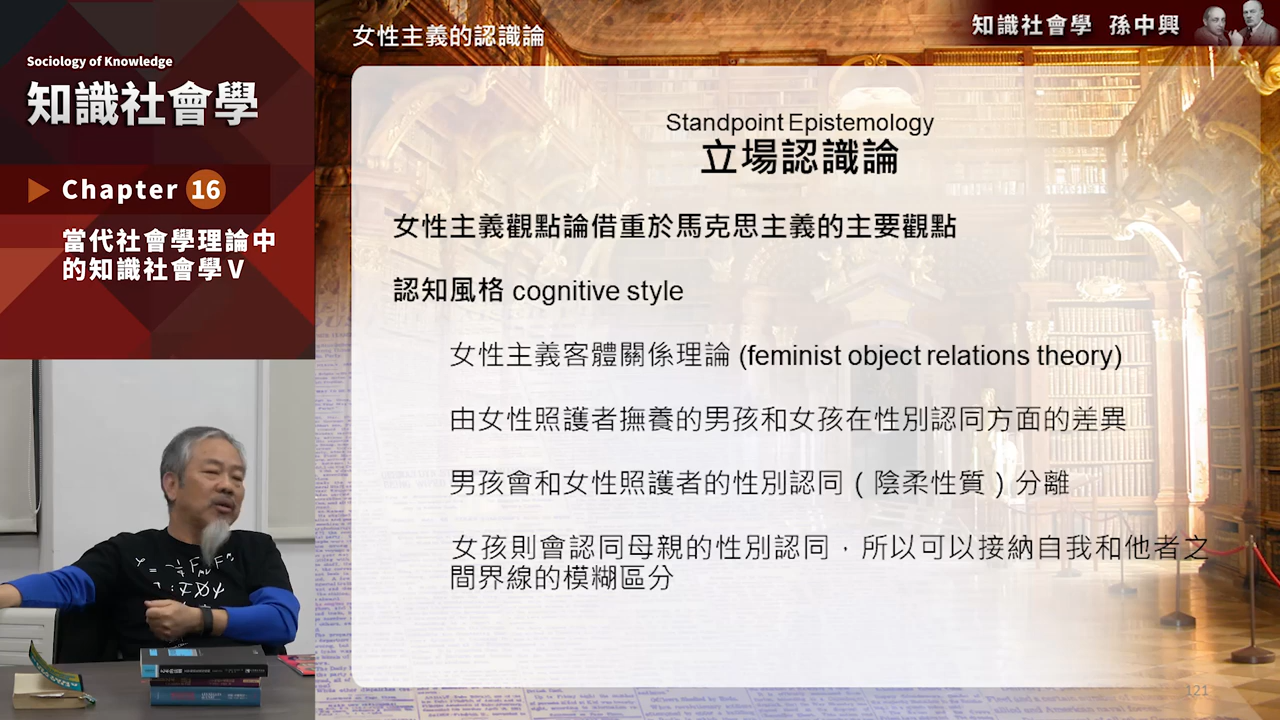 Sociology of Knowledge
知識社會學
Chapter 16
當代社會學理論中
的知識社會學 V
女性主義的認識論
知識社會學 孫中興
Standpoint Epistemology
立場認識論
女性主義觀點論借重於馬克思主義的主要觀點
認知風格 cognitive style
女性主義客體關係理論 (feminist object relations theory)
由女性照護者撫養的男孩和女孩在性別認同方面的差異
男孩會和女性照護者的性別認同（陰柔性質）分離
女孩則會認同母親的性別認同，所以可以接納自我和他者之
間界線的模糊區分
121